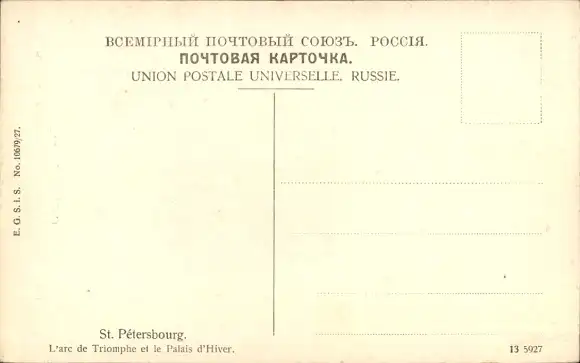 ВСЕМІРНЫЙ ПОЧТОВЫЙ СОЮЗЪ. РОССІЯ.
ПОЧТОВАЯ КАРТОЧКА.
UNION POSTALE UNIVERSELLE. RUSSIE.
E. G. S. i. S. No. 10679/27.
St. Pétersbourg.
L'arc de Triomphe et le Palais d'Hiver.
13 5927